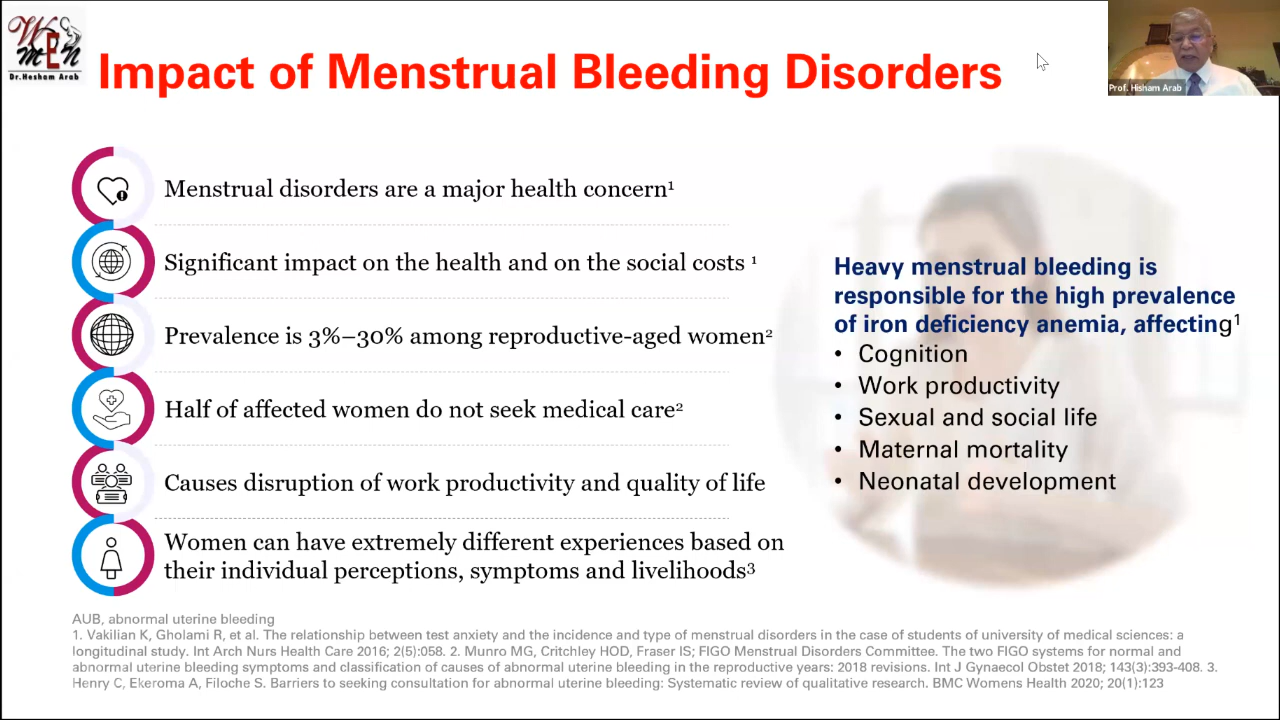 WOmEn
Dr.Hesham Arab
Impact of Menstrual Bleeding Disorders
Prof. Hisham Arab
Menstrual disorders are a major health concern¹
Significant impact on the health and on the social costs ¹
Prevalence is 3%–30% among reproductive-aged women²
Half of affected women do not seek medical care²
Causes disruption of work productivity and quality of life
Women can have extremely different experiences based on
their individual perceptions, symptoms and livelihoods³
Heavy menstrual bleeding is
responsible for the high prevalence
of iron deficiency anemia, affecting¹
• Cognition
• Work productivity
• Sexual and social life
• Maternal mortality
• Neonatal development
AUB, abnormal uterine bleeding
1. Vakilian K, Gholami R, et al. The relationship between test anxiety and the incidence and type of menstrual disorders in the case of students of university of medical sciences: a
longitudinal study. Int Arch Nurs Health Care 2016; 2(5):058. 2. Munro MG, Critchley HOD, Fraser IS; FIGO Menstrual Disorders Committee. The two FIGO systems for normal and
abnormal uterine bleeding symptoms and classification of causes of abnormal uterine bleeding in the reproductive years: 2018 revisions. Int J Gynaecol Obstet 2018; 143(3):393-408. 3.
Henry C, Ekeroma A, Filoche S. Barriers to seeking consultation for abnormal uterine bleeding: Systematic review of qualitative research. BMC Womens Health 2020; 20(1):123